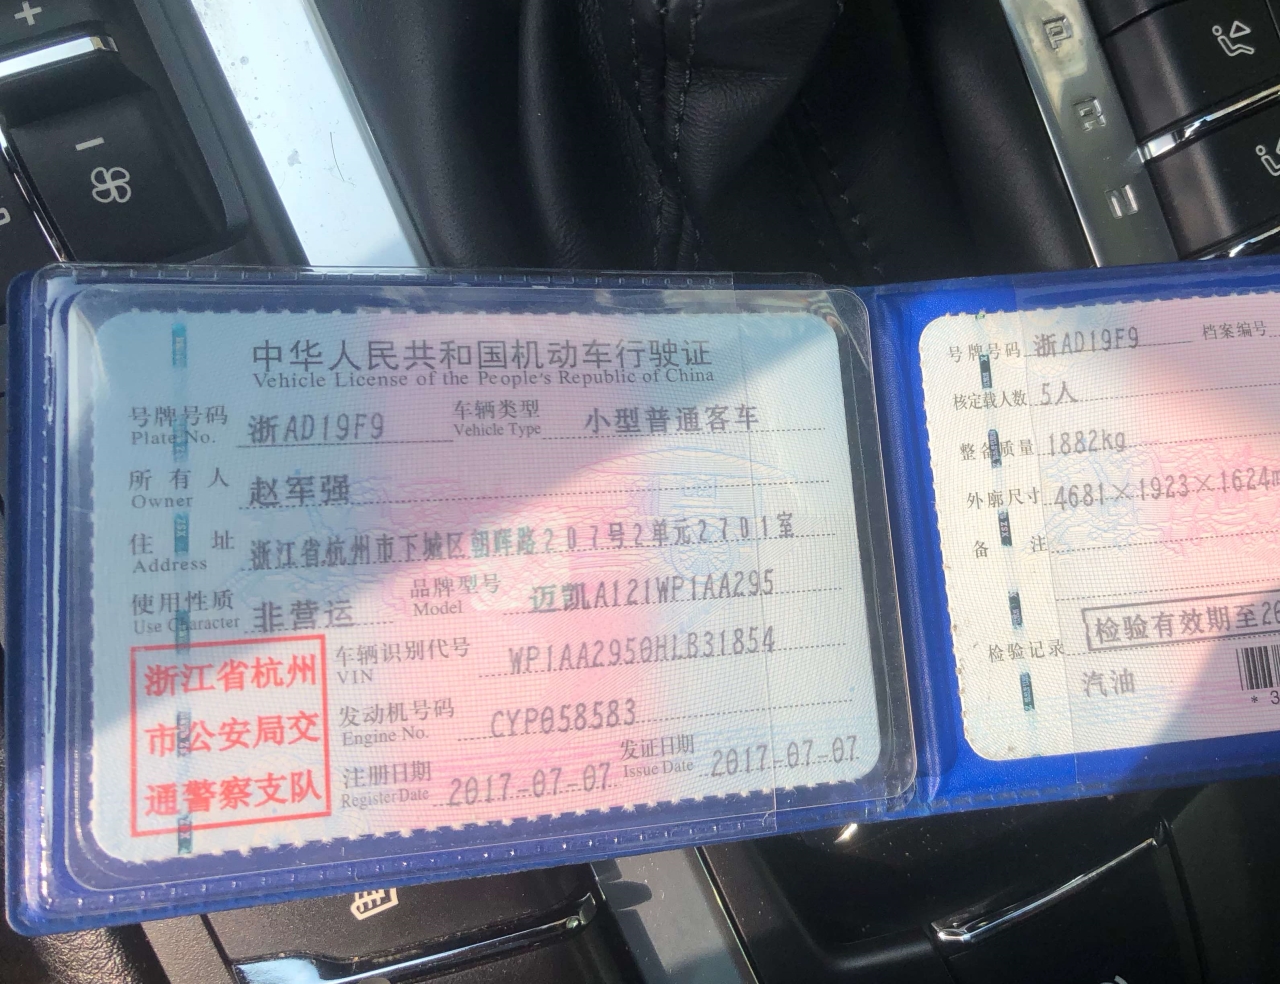 中华人民共和国机动车行驶证
Vehicle License of the People's Republic of China
号牌号码 浙AD19F9 车辆类型 小型普通客车
Plate No. Vehicle Type
所有人 赵军强
Owner
住址 浙江省杭州市下城区朝晖路207号2单元2701室
Address
使用性质 非营运 品牌型号 迈凯A121WP1AA295
Use Character Model
浙江省杭州
市公安局交
通警察支队
车辆识别代号 WP1AA2950HLB31854
VIN
发动机号码 CYP058583
Engine No.
注册日期 2017-07-07 发证日期 2017-07-07
Register Date Issue Date
号牌号码 浙AD19F9 档案编号
核定载人数 5人
整备质量 1882kg
外廓尺寸 4681×1923×1624
备注
检验有效期至20
检验记录
汽油
* 3